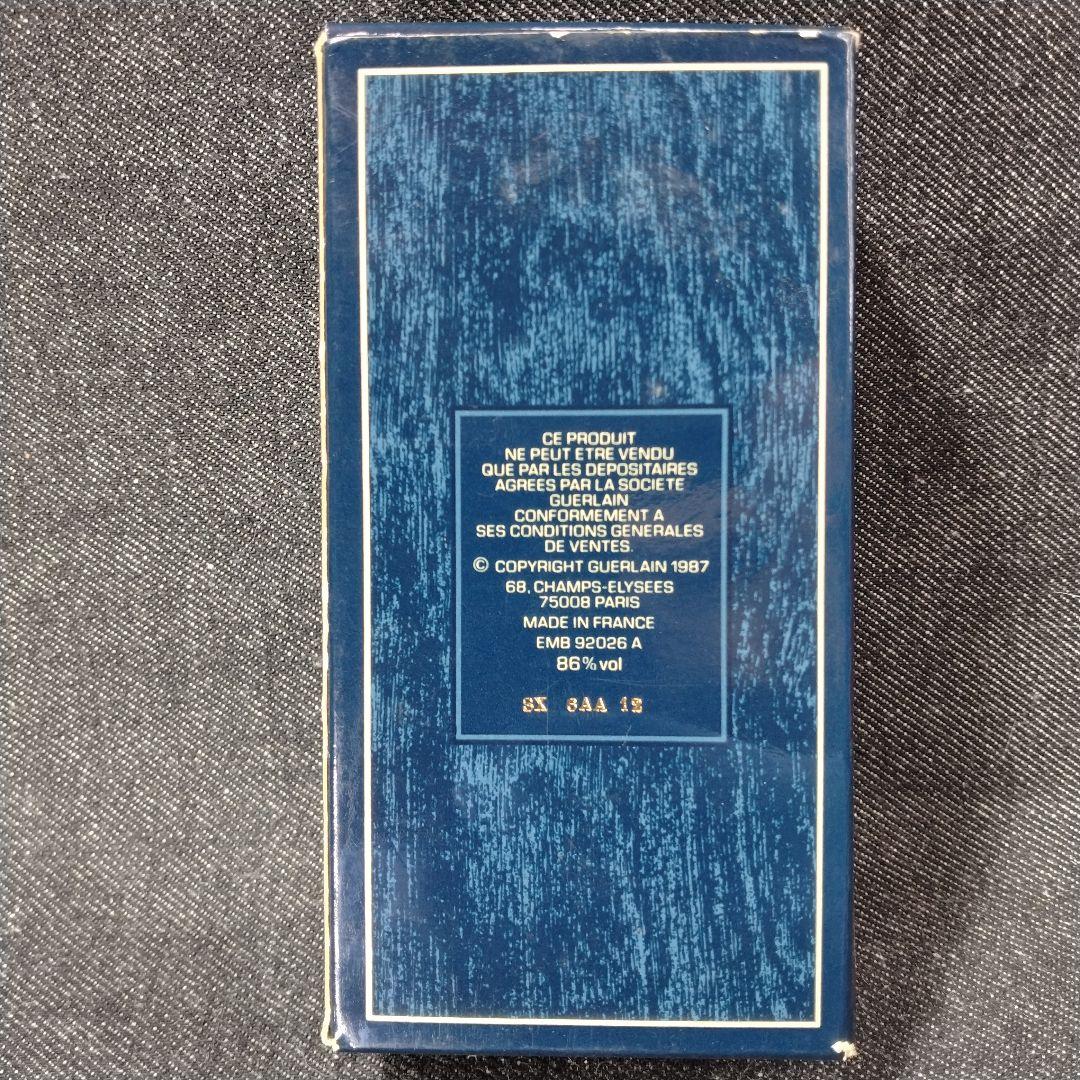 CE PRODUIT
NE PEUT ETRE VENDU
QUE PAR LES DEPOSITAIRES
AGREES PAR LA SOCIETE
GUERLAIN
CONFORMEMENT A
SES CONDITIONS GENERALES
DE VENTES.
© COPYRIGHT GUERLAIN 1987
68, CHAMPS-ELYSEES
75008 PARIS
MADE IN FRANCE
EMB 92026 A
86% vol
12